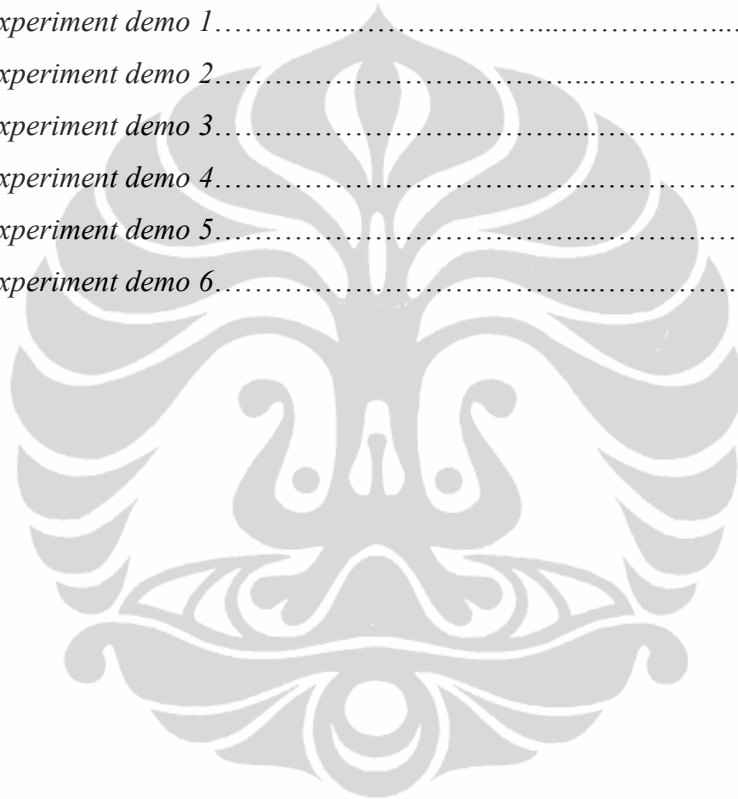 xperiment demo 1…………...………………...……………...
xperiment demo 2………………………………...……………
xperiment demo 3………………………………...……………
xperiment demo 4………………………………...……………
xperiment demo 5………………………………...……………
xperiment demo 6………………………………...……………